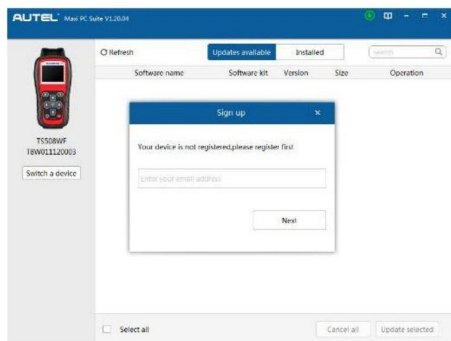 AUTEL Maxi PC Suite V1.20.04
Refresh
Updates available
Installed
search
Software name Software kit Version Size Operation
Sign up
Your device is not registered,please register first
Enter your email address
Next
TS508WF
TBW011120003
Switch a device
Select all
Cancel all
Update selected